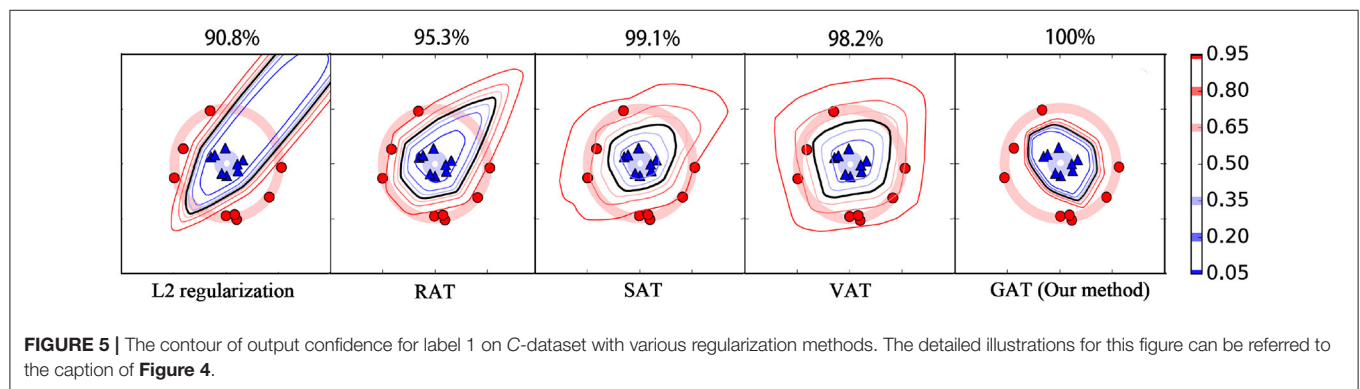 90.8% 95.3% 99.1% 98.2% 100%
0.95
0.80
0.65
0.50
0.35
0.20
0.05
L2 regularization RAT SAT VAT GAT (Our method)
FIGURE 5 | The contour of output confidence for label 1 on C-dataset with various regularization methods. The detailed illustrations for this figure can be referred to
the caption of Figure 4.